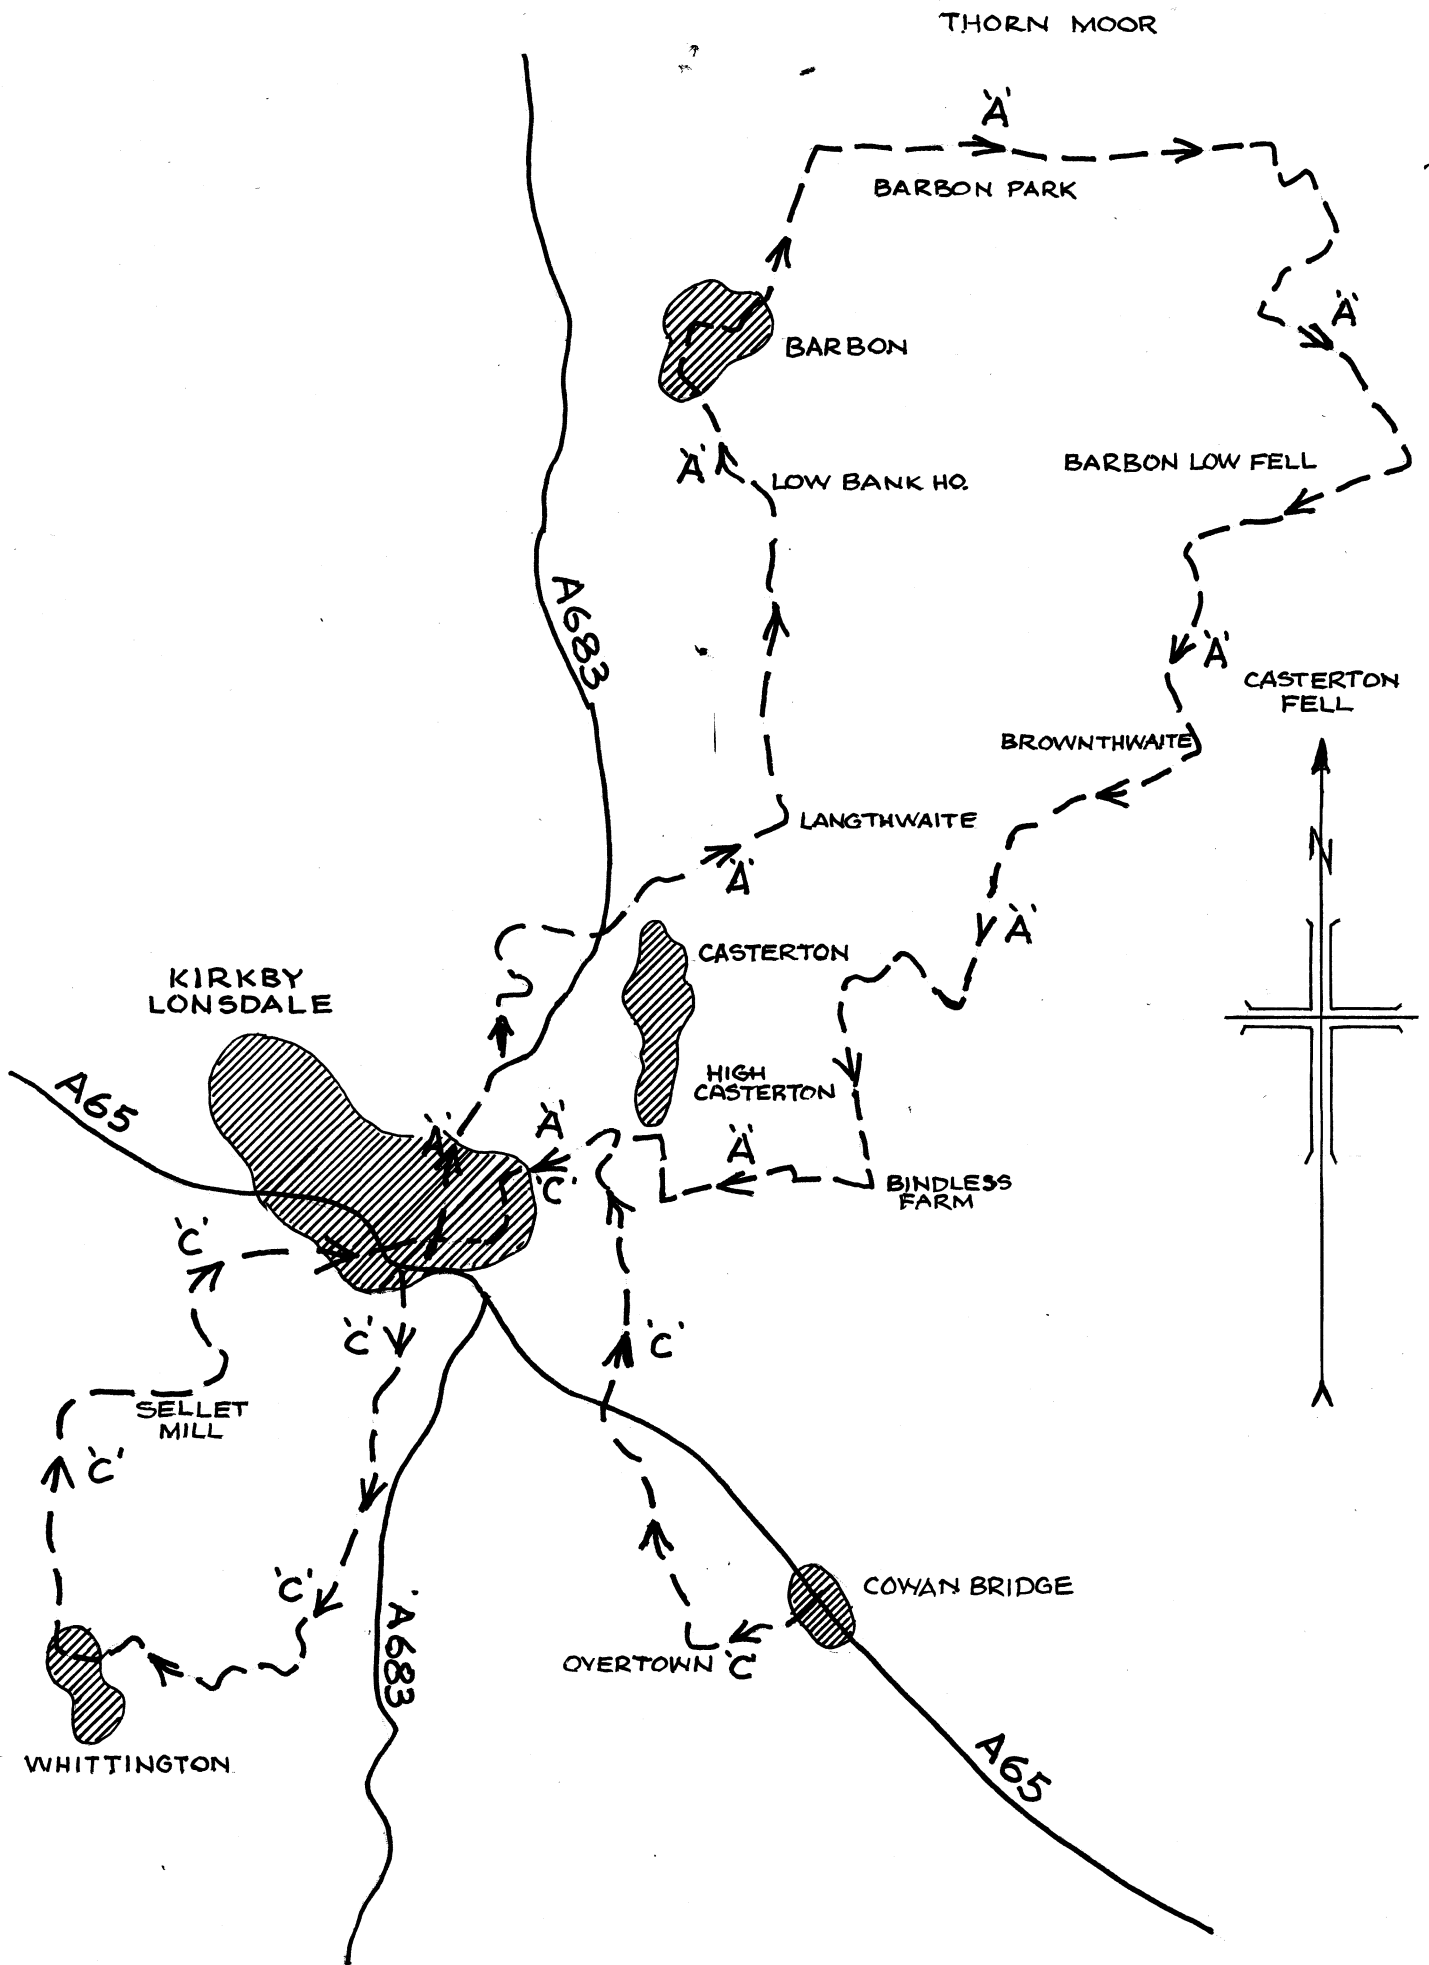 THORN MOOR
'A'
BARBON PARK
'A'
BARBON
BARBON LOW FELL
'A'
LOW BANK HO.
A683
'A'
CASTERTON
FELL
BROWNTHWAITE
LANGTHWAITE
N
'A'
'A'
CASTERTON
KIRKBY
LONSDALE
HIGH
CASTERTON
A65
'A'
'A'
'A'
'C'
BINDLESS
FARM
'C'
'C'
'C'
SELLET
MILL
'C'
'C'
COWAN BRIDGE
A683
OVERTOWN 'C'
WHITTINGTON
A65